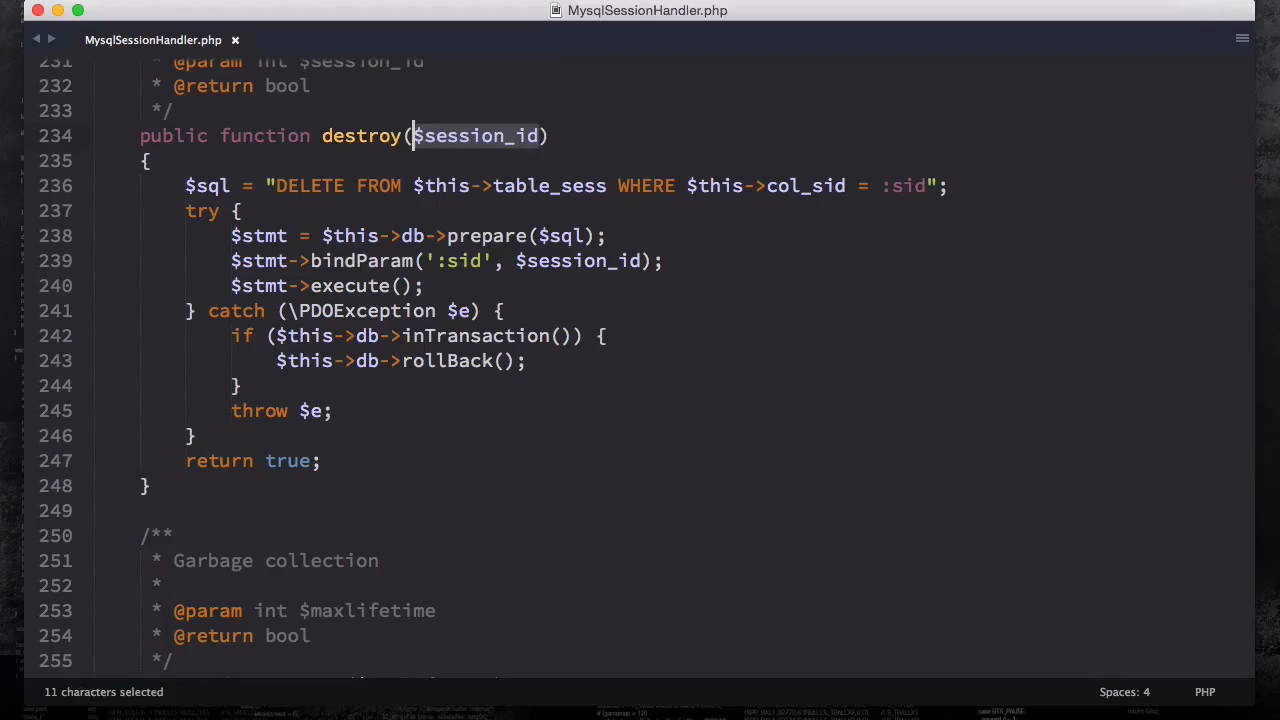 MysqlSessionHandler.php
MysqlSessionHandler.php ×
231 * @param int $session_id
232 * @return bool
233 */
234 public function destroy($session_id)
235 {
236 $sql = "DELETE FROM $this->table_sess WHERE $this->col_sid = :sid";
237 try {
238 $stmt = $this->db->prepare($sql);
239 $stmt->bindParam(':sid', $session_id);
240 $stmt->execute();
241 } catch (\PDOException $e) {
242 if ($this->db->inTransaction()) {
243 $this->db->rollBack();
244 }
245 throw $e;
246 }
247 return true;
248 }
249
250 /**
251 * Garbage collection
252 *
253 * @param int $maxlifetime
254 * @return bool
255 */
11 characters selected Spaces: 4 PHP